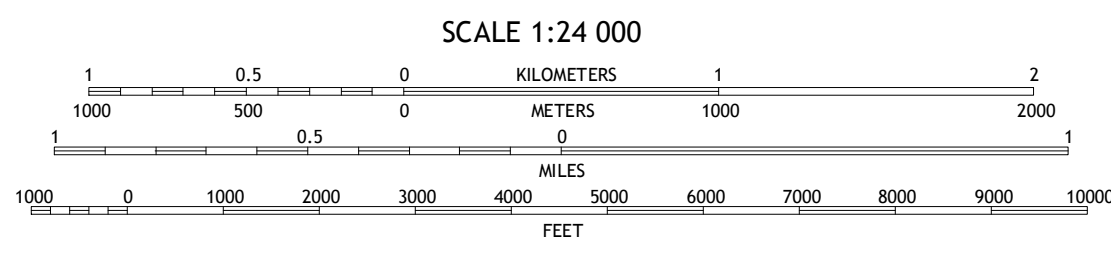 SCALE 1:24 000
1 0.5 0 KILOMETERS 1 2
1000 500 0 METERS 1000 2000
1 0.5 0 1
MILES
1000 0 1000 2000 3000 4000 5000 6000 7000 8000 9000 10000
FEET